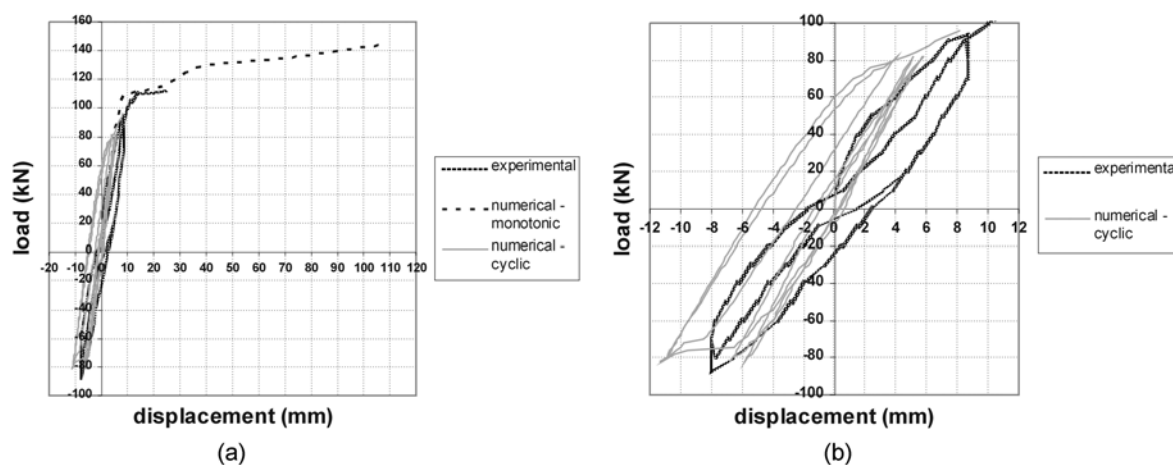 160
140
120
100
80
60
40
20
0
-20
-40
-60
-80
-100
-20 -10 0 10 20 30 40 50 60 70 80 90 100 110 120
load (kN)
displacement (mm)
experimental
numerical -
monotonic
numerical -
cyclic
(a)
100
80
60
40
20
0
-20
-40
-60
-80
-100
-12 -10 -8 -6 -4 -2 0 2 4 6 8 10 12
load (kN)
displacement (mm)
experimenta
numerical -
cyclic
(b)